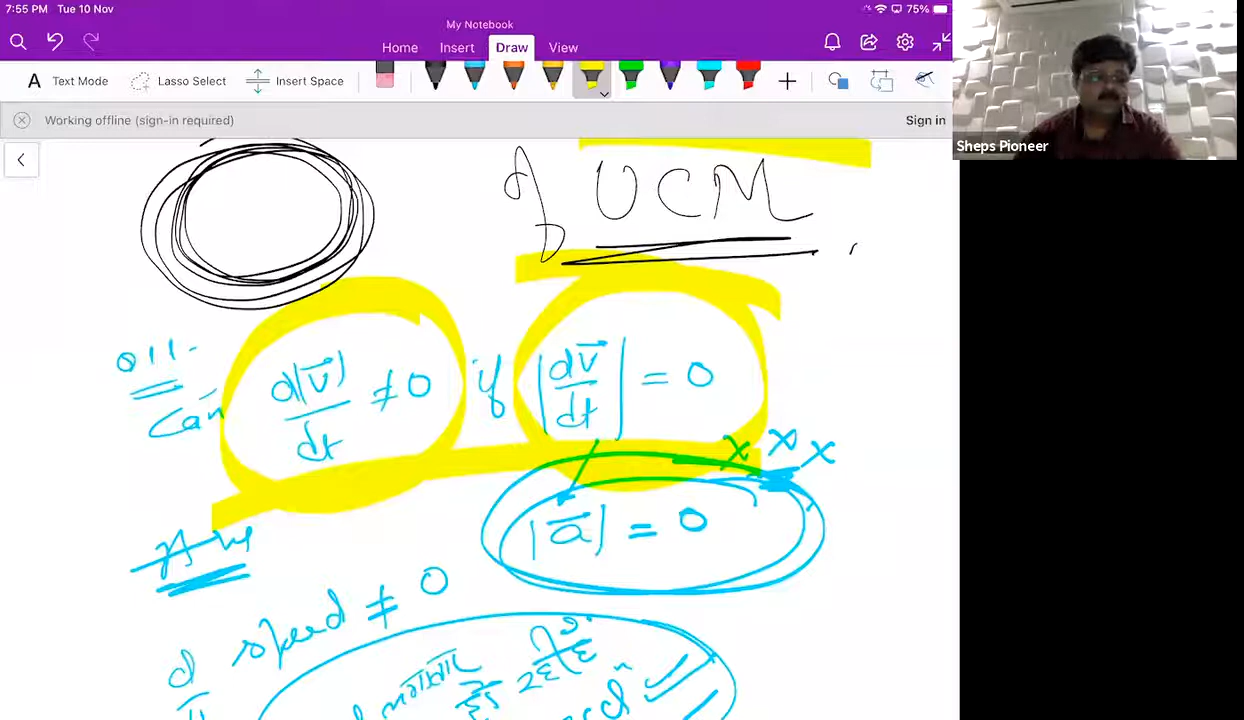 7:55 PM Tue 10 Nov
75%
My Notebook
Home Insert Draw View
A Text Mode Lasso Select Insert Space
Working offline (sign-in required) Sign in
Sheps Pioneer
of UCM
Can d|v⃗|/dt ≠ 0 if |dv⃗/dt| = 0
x x x
|a⃗| = 0
d speed ≠ 0